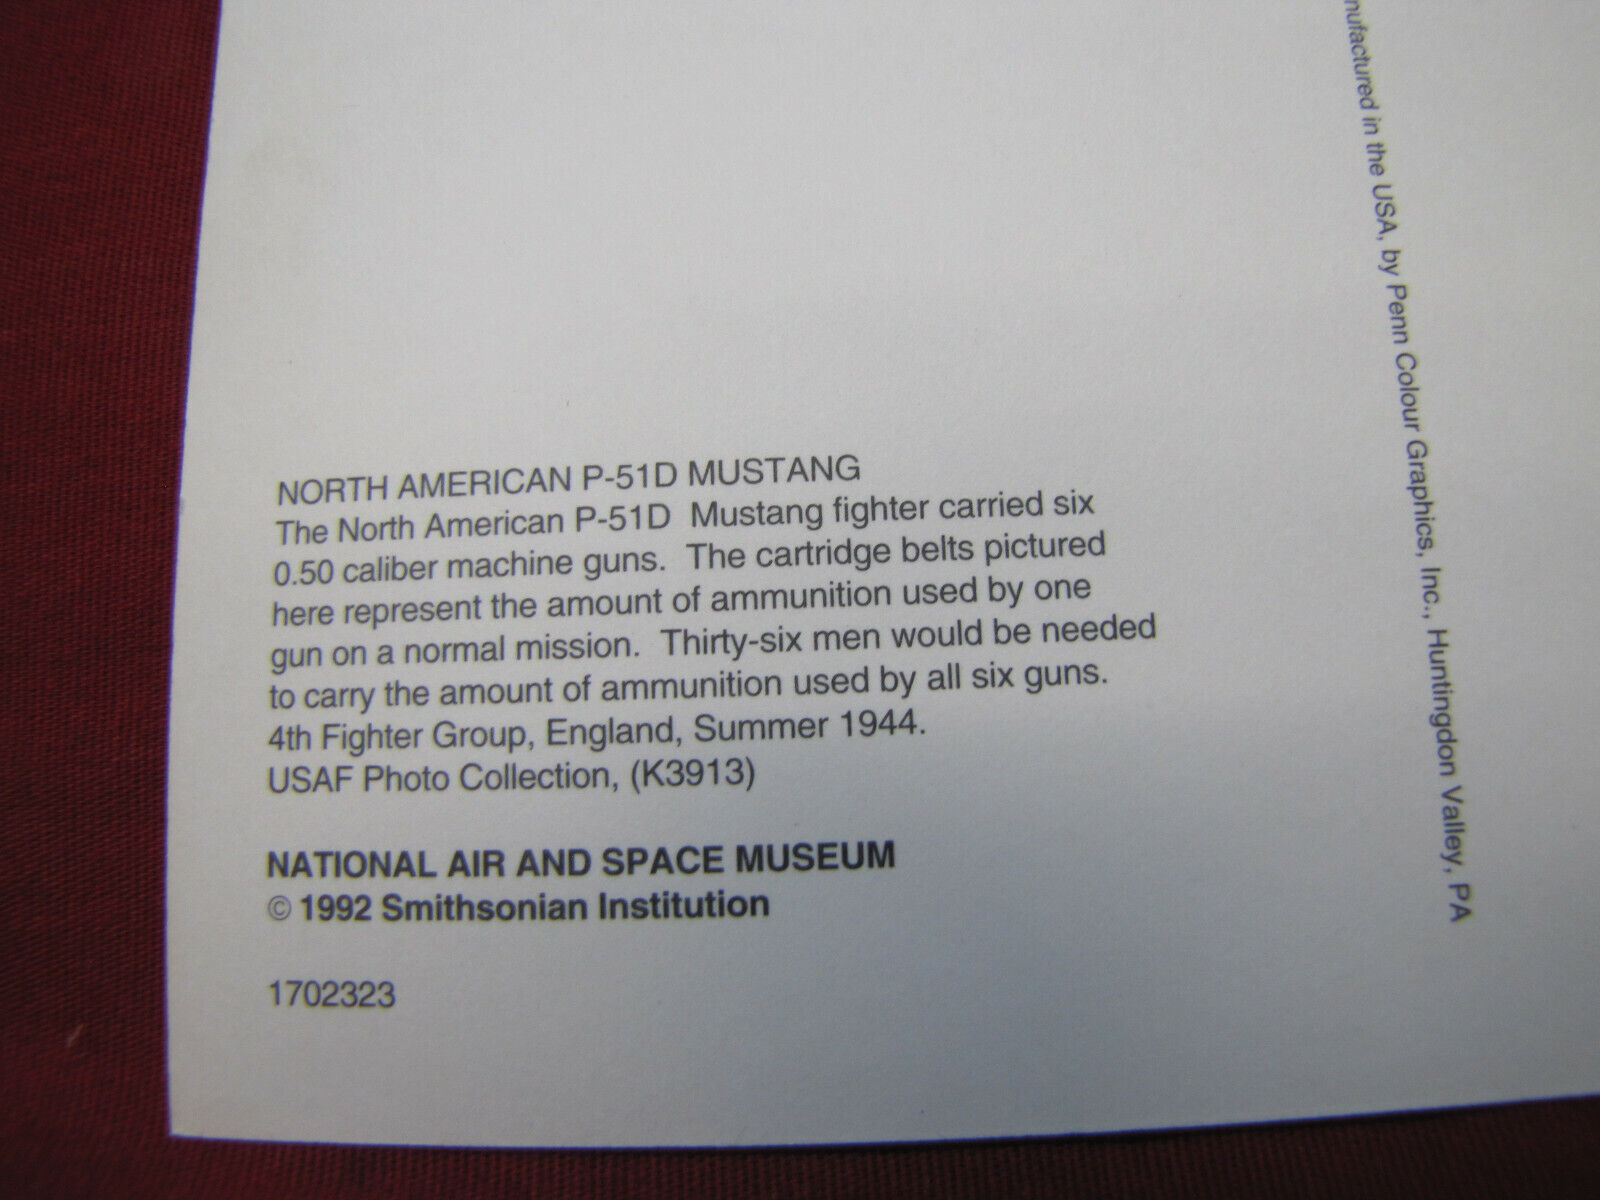 NORTH AMERICAN P-51D MUSTANG
The North American P-51D Mustang fighter carried six
0.50 caliber machine guns. The cartridge belts pictured
here represent the amount of ammunition used by one
gun on a normal mission. Thirty-six men would be needed
to carry the amount of ammunition used by all six guns.
4th Fighter Group, England, Summer 1944.
USAF Photo Collection, (K3913)
NATIONAL AIR AND SPACE MUSEUM
© 1992 Smithsonian Institution
1702323
nufactured in the USA, by Penn Colour Graphics, Inc., Huntingdon Valley, PA